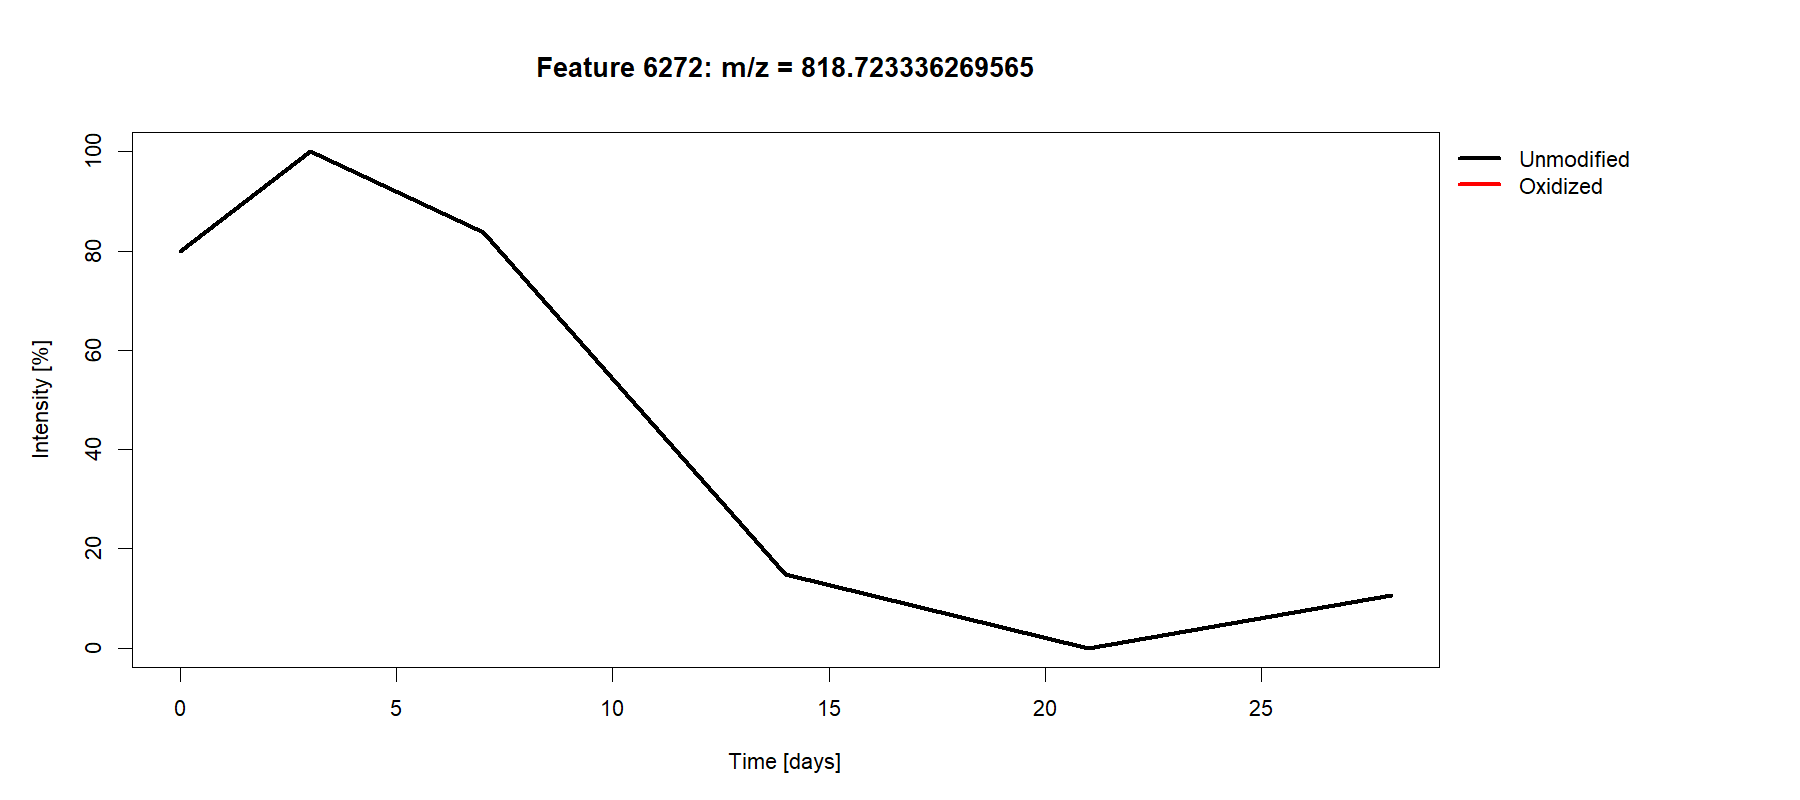 Feature 6272: m/z = 818.723336269565
Unmodified
Oxidized
Intensity [%]
100
80
60
40
20
0
0 5 10 15 20 25
Time [days]